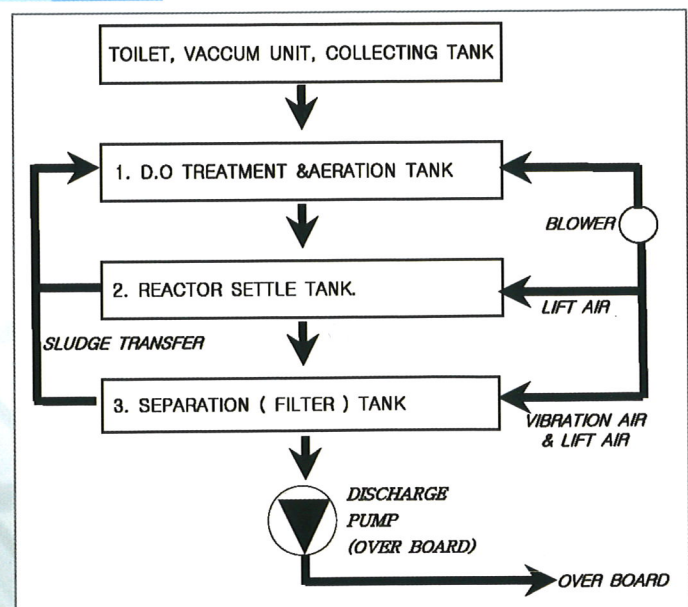 TOILET, VACCUM UNIT, COLLECTING TANK
1. D.O TREATMENT &AERATION TANK
BLOWER
2. REACTOR SETTLE TANK.
LIFT AIR
SLUDGE TRANSFER
3. SEPARATION ( FILTER ) TANK
VIBRATION AIR
& LIFT AIR
DISCHARGE
PUMP
(OVER BOARD)
OVER BOARD